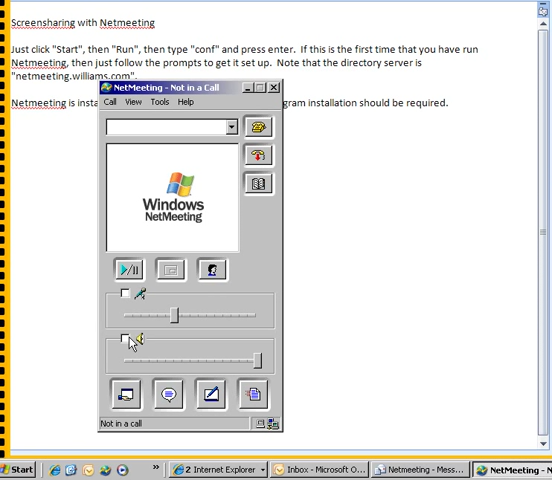 Screensharing with Netmeeting
Just click "Start", then "Run", then type "conf" and press enter.  If this is the first time that you have run
Netmeeting, then just follow the prompts to get it set up.  Note that the directory server is
"netmeeting.williams.com".
Netmeeting is insta
gram installation should be required.
NetMeeting - Not in a Call
Call View Tools Help
Windows
NetMeeting
Not in a call
Start
»
2 Internet Explorer
Inbox - Microsoft O...
Netmeeting - Mess...
NetMeeting - N